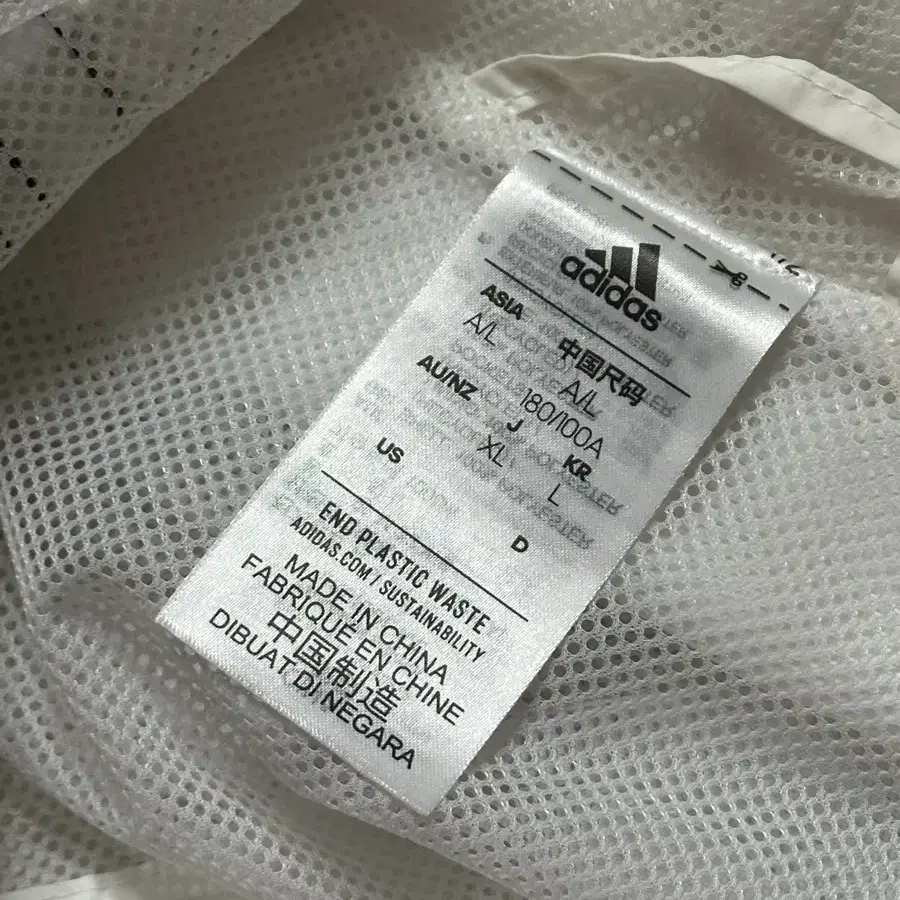 adidas
ASIA 中国尺码
A/L A/L
180/100A
AU/NZ J KR
XL L
US D
END PLASTIC WASTE
ADIDAS.COM / SUSTAINABILITY
MADE IN CHINA
FABRIQUÉ EN CHINE
中国制造
DIBUAT DI NEGARA